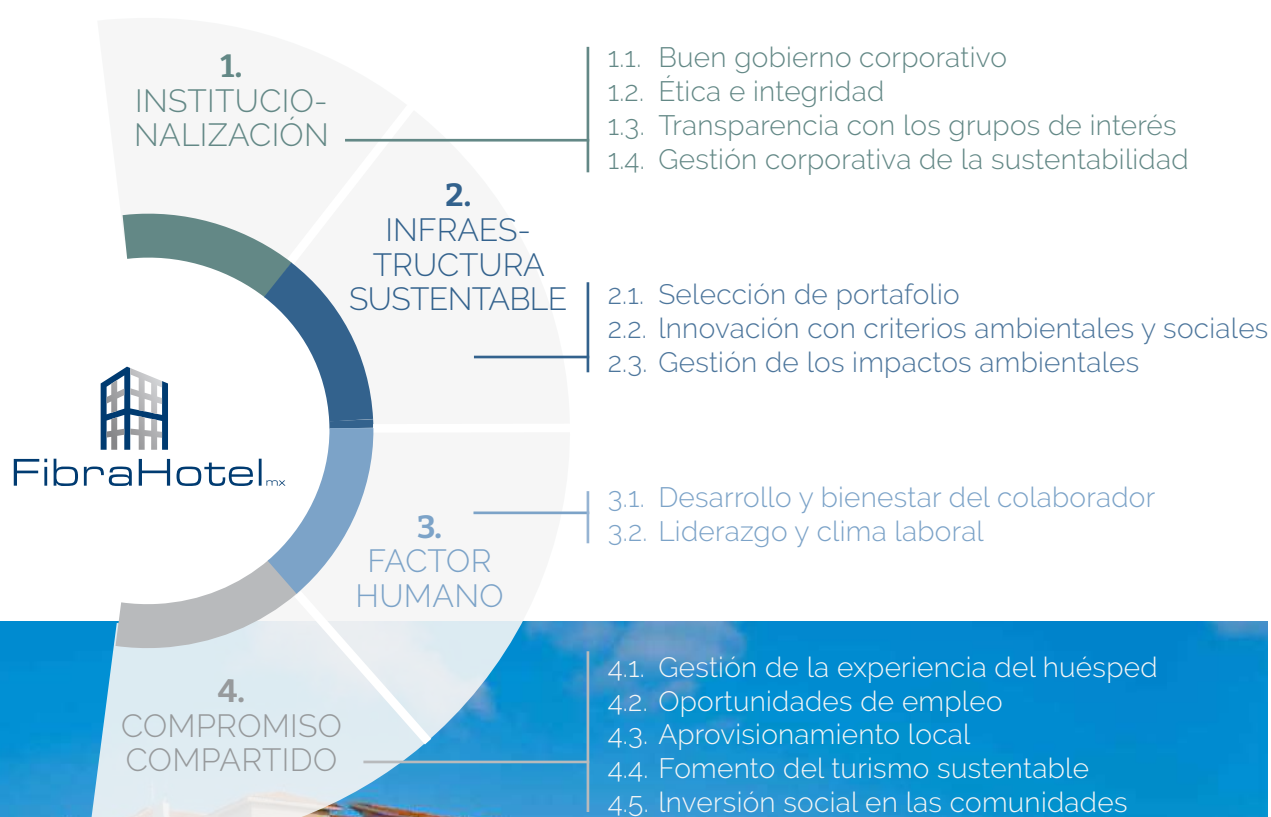 1.
INSTITUCIO-
NALIZACIÓN
1.1. Buen gobierno corporativo
1.2. Ética e integridad
1.3. Transparencia con los grupos de interés
1.4. Gestión corporativa de la sustentabilidad
2.
INFRAES-
TRUCTURA
SUSTENTABLE
2.1. Selección de portafolio
2.2. Innovación con criterios ambientales y sociales
2.3. Gestión de los impactos ambientales
FibraHotel mx
3.
FACTOR
HUMANO
3.1. Desarrollo y bienestar del colaborador
3.2. Liderazgo y clima laboral
4.
COMPROMISO
COMPARTIDO
4.1. Gestión de la experiencia del huésped
4.2. Oportunidades de empleo
4.3. Aprovisionamiento local
4.4. Fomento del turismo sustentable
4.5. Inversión social en las comunidades